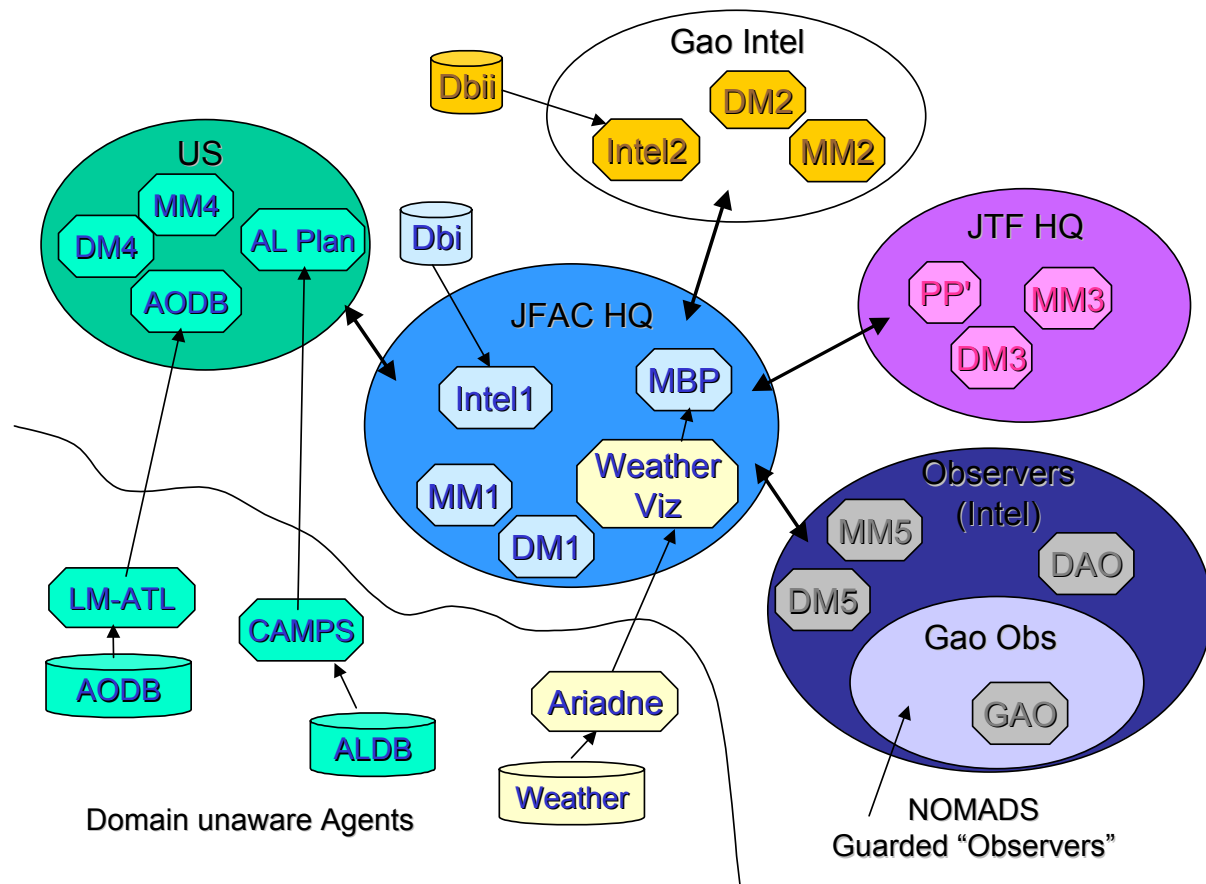 Gao Intel
Dbii
DM2
Intel2
MM2
US
MM4
DM4
AL Plan
AODB
Dbi
JTF HQ
PP'
MM3
DM3
JFAC HQ
MBP
Intel1
Weather
Viz
MM1
DM1
Observers
(Intel)
MM5
DAO
DM5
Gao Obs
GAO
LM-ATL
CAMPS
AODB
Ariadne
ALDB
Weather
Domain unaware Agents
NOMADS
Guarded “Observers”